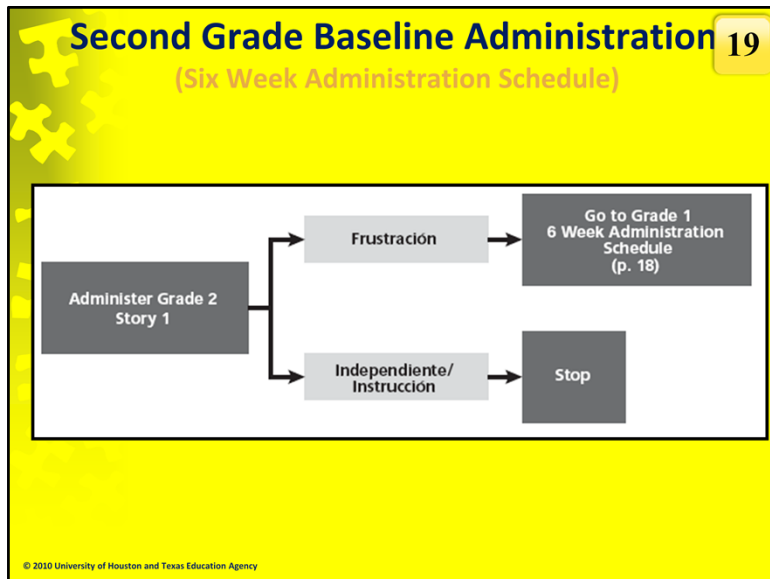 Second Grade Baseline Administration
19
(Six Week Administration Schedule)
Administer Grade 2
Story 1
Frustración
Go to Grade 1
6 Week Administration
Schedule
(p. 18)
Independiente/
Instrucción
Stop
© 2010 University of Houston and Texas Education Agency